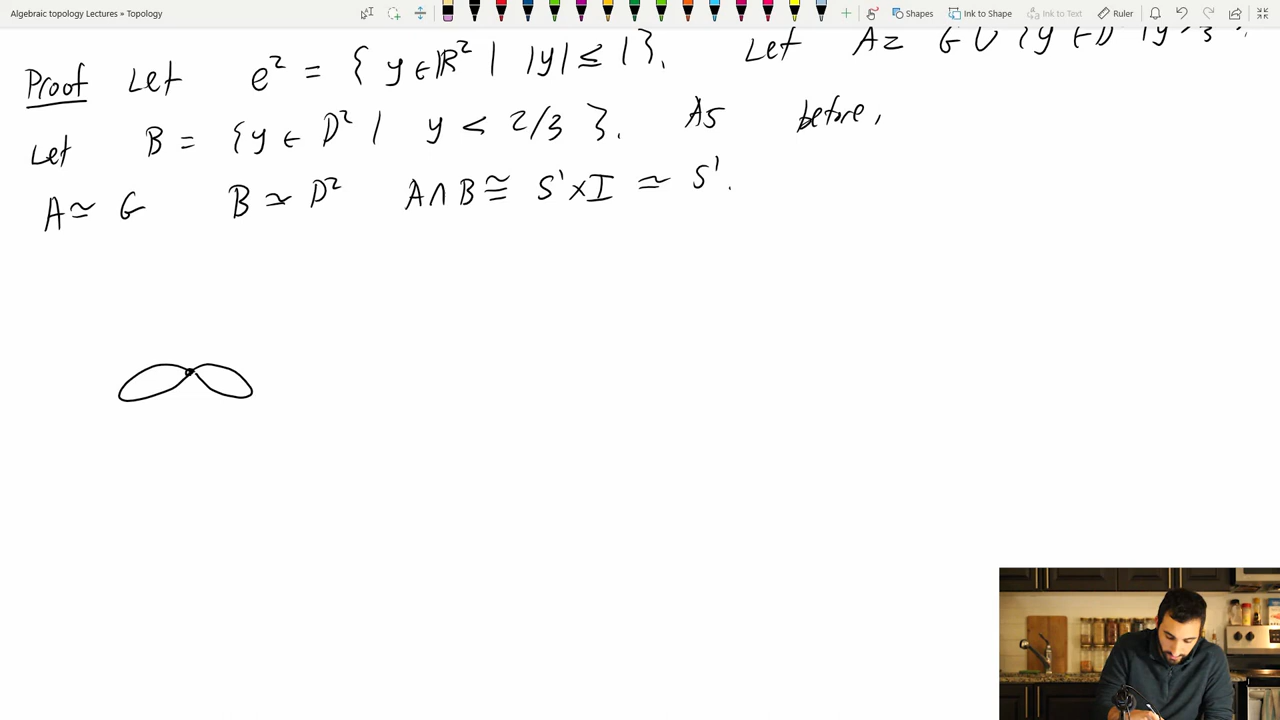 Algebraic topology Lectures - Topology
Shapes Ink to Shape Ink to Text Ruler
Proof Let e² = { y ∈ ℝ² | |y| ≤ 1 }. Let A =
Let B = { y ∈ D² | y < 2/3 }. As before,
A ≃ G B ≃ D² A ∩ B ≅ S¹ × I ≃ S¹.